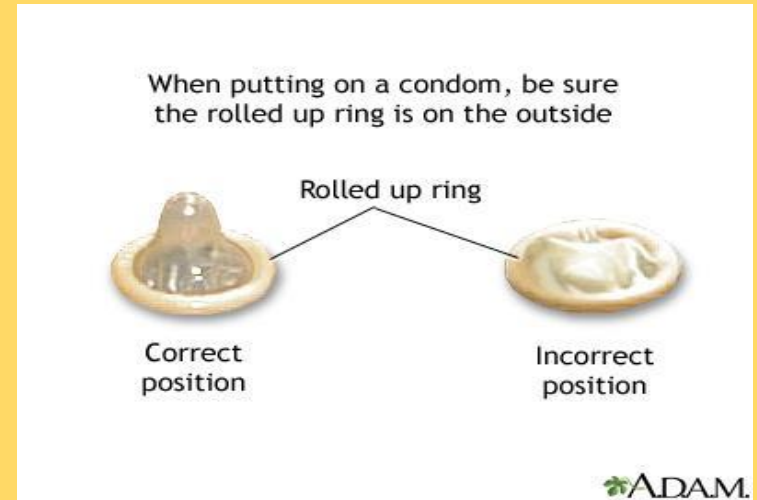 When putting on a condom, be sure
the rolled up ring is on the outside
Rolled up ring
Correct
position
Incorrect
position
A.D.A.M.